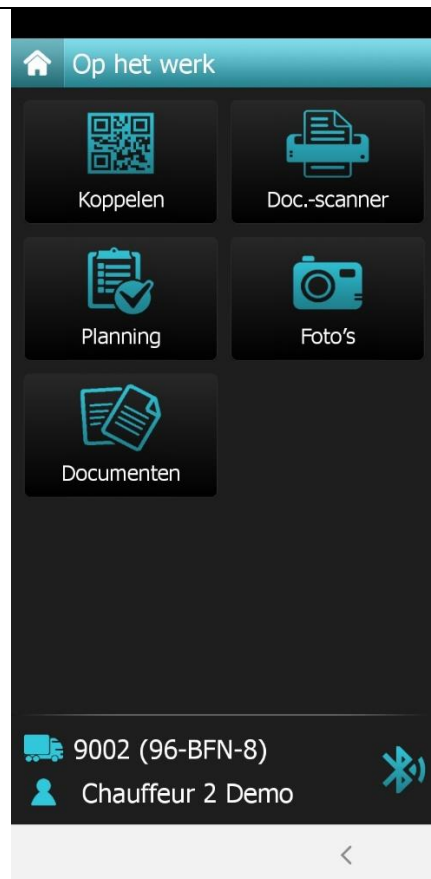 Op het werk
Koppelen
Doc.-scanner
Planning
Foto's
Documenten
9002 (96-BFN-8)
Chauffeur 2 Demo